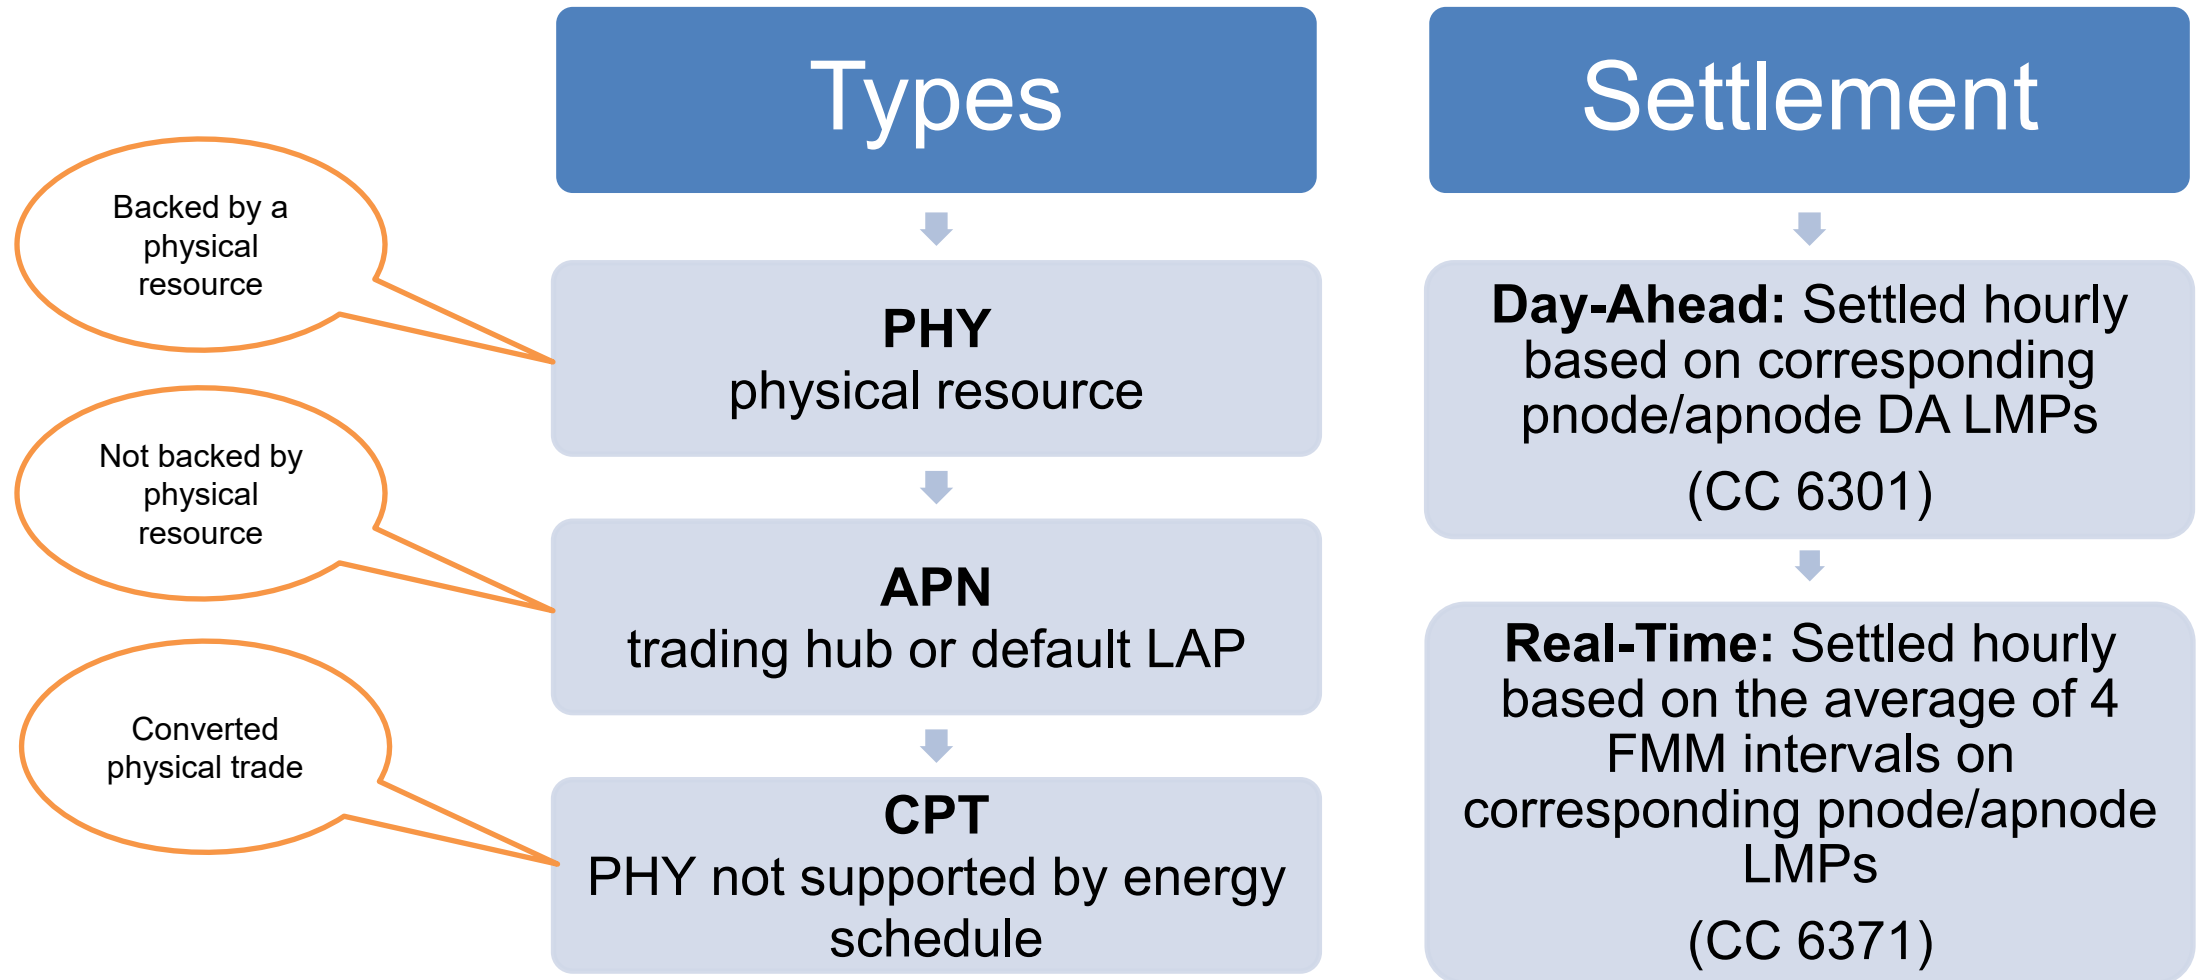 Types
Backed by a
physical
resource
PHY
physical resource
Not backed by
physical
resource
APN
trading hub or default LAP
Converted
physical trade
CPT
PHY not supported by energy
schedule
Settlement
Day-Ahead: Settled hourly
based on corresponding
pnode/apnode DA LMPs
(CC 6301)
Real-Time: Settled hourly
based on the average of 4
FMM intervals on
corresponding pnode/apnode
LMPs
(CC 6371)